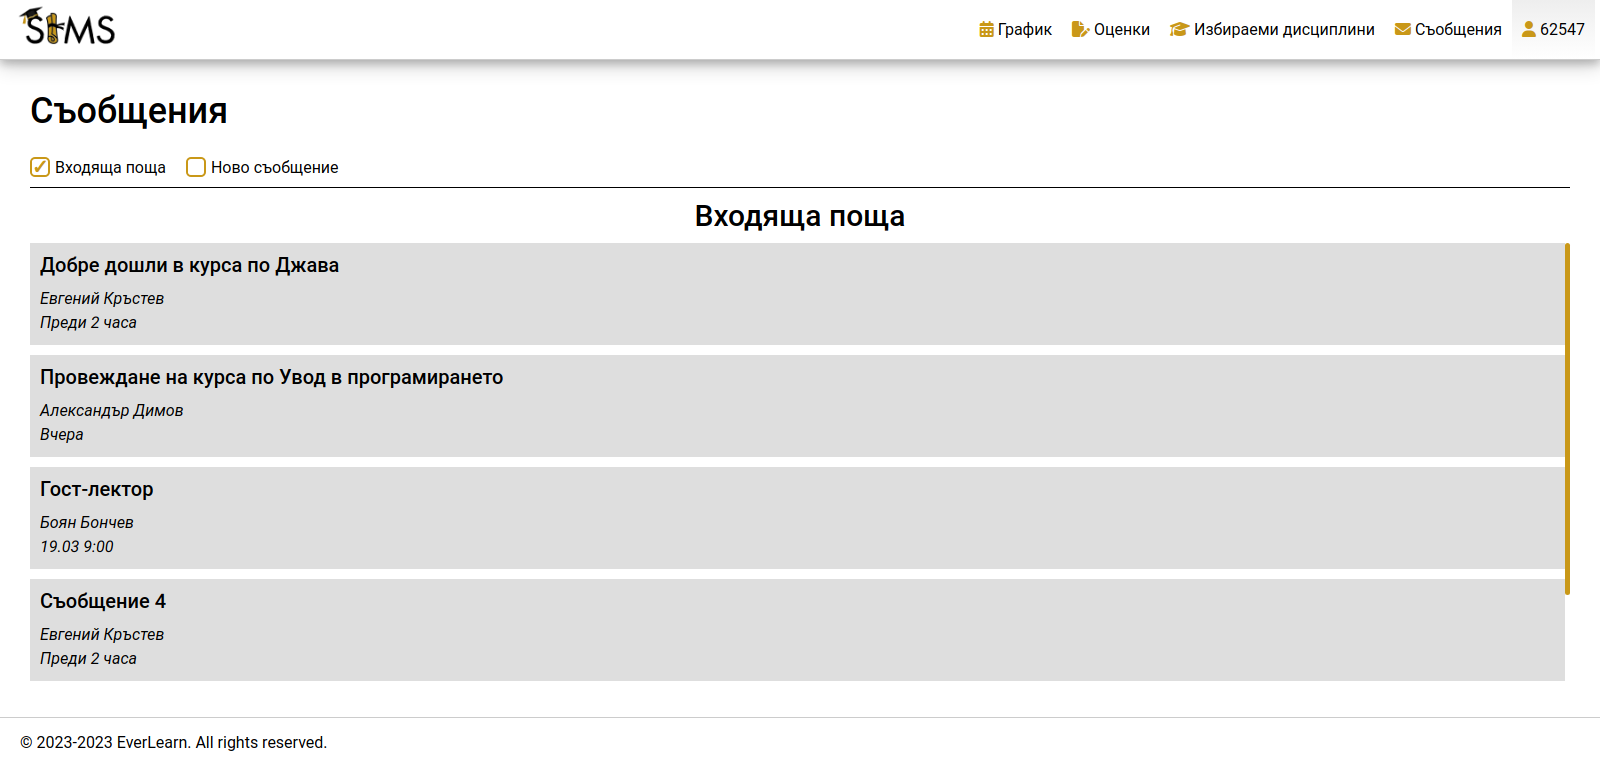 SIMS
График
Оценки
Избираеми дисциплини
Съобщения
62547
Съобщения
Входяща поща
Ново съобщение
Входяща поща
Добре дошли в курса по Джава
Евгений Кръстев
Преди 2 часа
Провеждане на курса по Увод в програмирането
Александър Димов
Вчера
Гост-лектор
Боян Бончев
19.03 9:00
Съобщение 4
Евгений Кръстев
Преди 2 часа
© 2023-2023 EverLearn. All rights reserved.